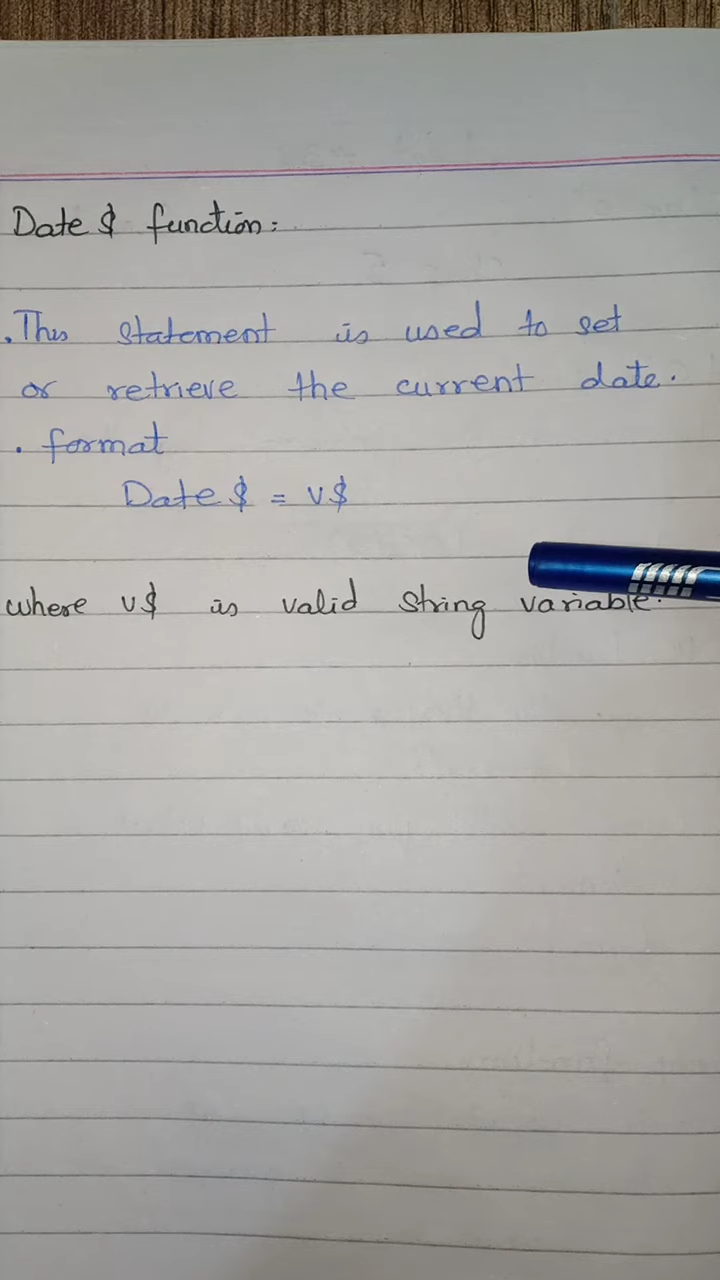 Date $ function:
. This statement is used to set
or retrieve the current date.
. format
Date $ = v$
where v$ is valid string variable.